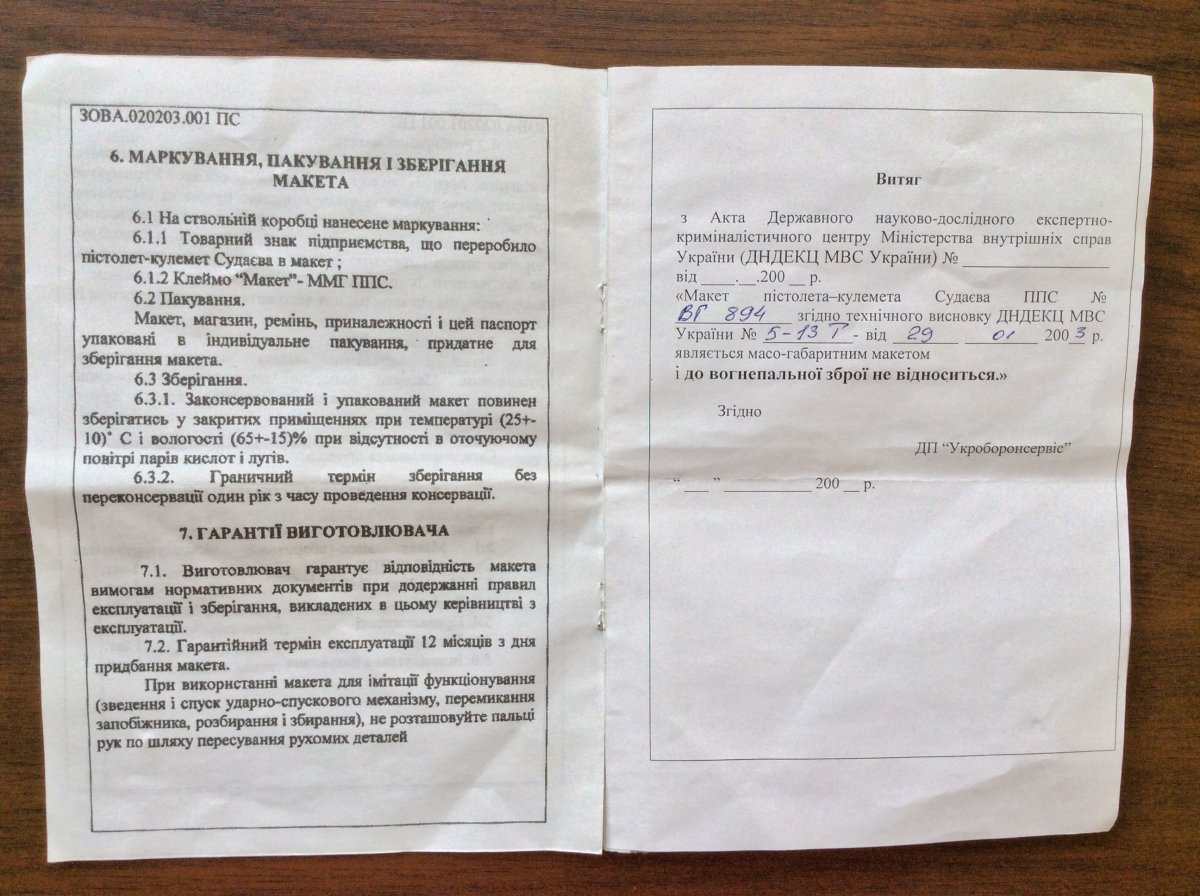 ЗОВА.020203.001 ПС
6. МАРКУВАННЯ, ПАКУВАННЯ І ЗБЕРІГАННЯ
МАКЕТА
6.1 На ствольній коробці нанесене маркування:
6.1.1 Товарний знак підприємства, що переробило
пістолет-кулемет Судаєва в макет ;
6.1.2 Клеймо “Макет”- ММГ ППС.
6.2 Пакування.
Макет, магазин, ремінь, приналежності і цей паспорт
упаковані в індивідуальне пакування, придатне для
зберігання макета.
6.3 Зберігання.
6.3.1. Законсервований і упакований макет повинен
зберігатись у закритих приміщеннях при температурі (25+-
10)˚ С і вологості (65+-15)% при відсутності в оточуючому
повітрі парів кислот і лугів.
6.3.2. Граничний термін зберігання без
переконсервації один рік з часу проведення консервації.
7. ГАРАНТІЇ ВИГОТОВЛЮВАЧА
7.1. Виготовлювач гарантує відповідність макета
вимогам нормативних документів при додержанні правил
експлуатації і зберігання, викладених в цьому керівництві з
експлуатації.
7.2. Гарантійний термін експлуатації 12 місяців з дня
придбання макета.
При використанні макета для імітації функціонування
(зведення і спуск ударно-спускового механізму, перемикання
запобіжника, розбирання і збирання), не розташовуйте пальці
рук по шляху пересування рухомих деталей
Витяг
з Акта Державного науково-дослідного експертно-
криміналістичного центру Міністерства внутрішніх справ
України (ДНДЕКЦ МВС України) № ___________________
від ____.__.200 __ р.
«Макет пістолета–кулемета Судаєва ППС №
ВГ 894 згідно технічного висновку ДНДЕКЦ МВС
України № 5-13 Т - від 29 01 2003 р.
являється масо-габаритним макетом
і до вогнепальної зброї не відноситься.»
Згідно
ДП “Укроборонсервіс”
“ ___ ” ___________ 200 __ р.